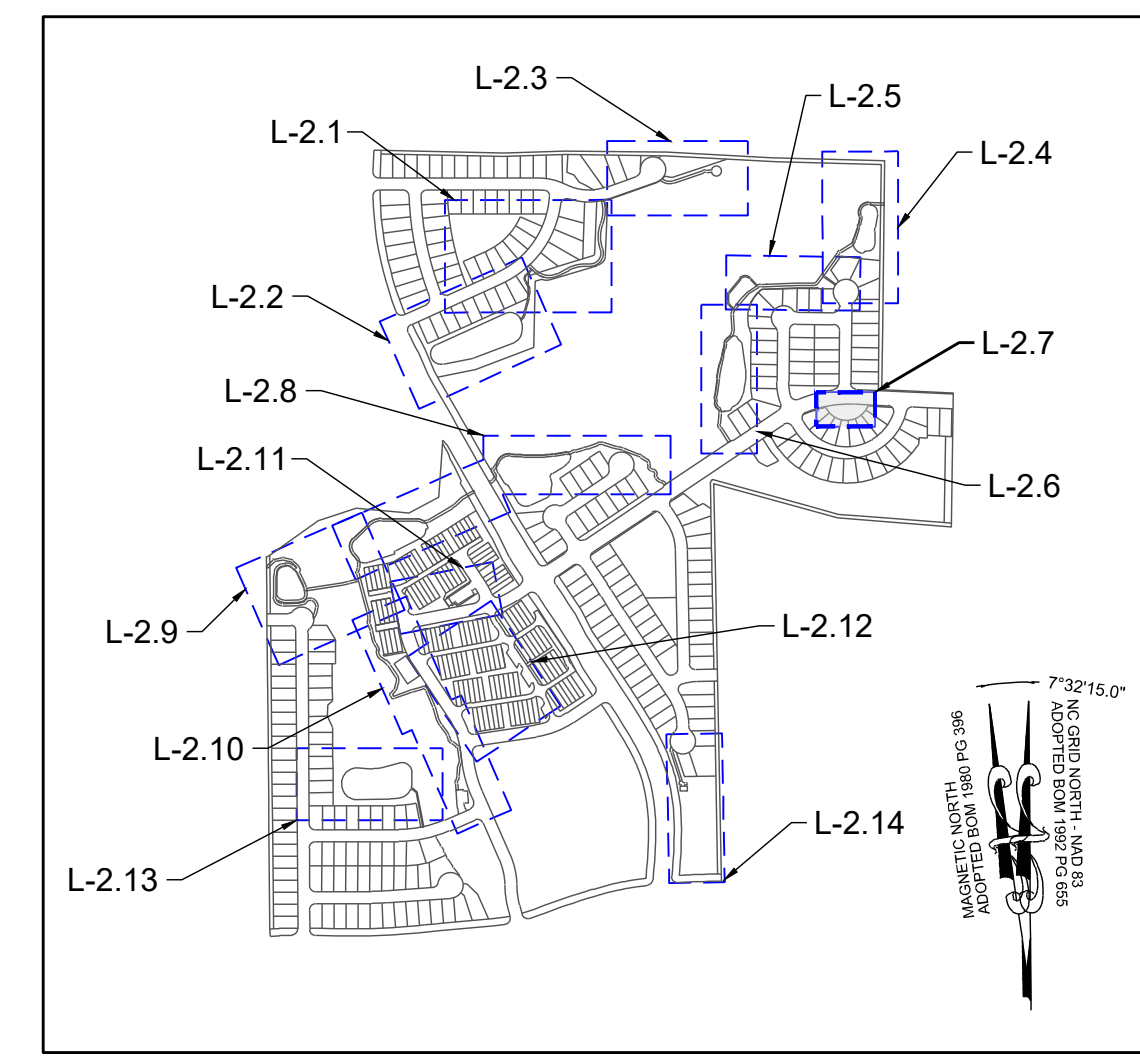 L-2.3
L-2.5
L-2.1
L-2.4
L-2.2
L-2.7
L-2.8
L-2.11
L-2.6
L-2.9
L-2.12
L-2.10
L-2.14
L-2.13
7°32'15.0"
NC GRID NORTH - NAD 83
ADOPTED BOM 1992 PG 655
MAGNETIC NORTH
ADOPTED BOM 1980 PG 396